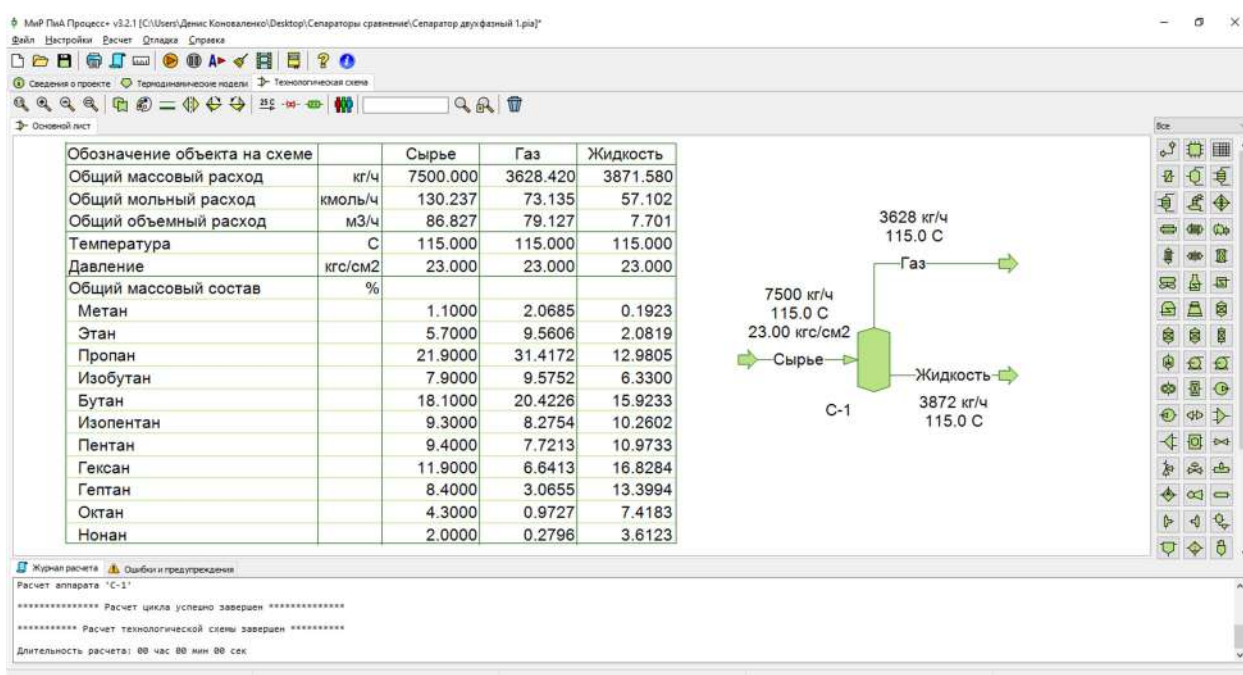 МиР ПиА Процесс+ v3.2.1 [C:\Users\Денис Коноваленко\Desktop\Сепараторы сравнение\Сепаратор двухфазный 1.pia]*
Файл Настройки Расчет Отладка Справка
Сведения о проекте Термодинамические модели Технологическая схема
Основной лист
Все
Обозначение объекта на схеме Сырье Газ Жидкость
Общий массовый расход кг/ч 7500.000 3628.420 3871.580
Общий мольный расход кмоль/ч 130.237 73.135 57.102
Общий объемный расход м3/ч 86.827 79.127 7.701
Температура С 115.000 115.000 115.000
Давление кгс/см2 23.000 23.000 23.000
Общий массовый состав %
Метан 1.1000 2.0685 0.1923
Этан 5.7000 9.5606 2.0819
Пропан 21.9000 31.4172 12.9805
Изобутан 7.9000 9.5752 6.3300
Бутан 18.1000 20.4226 15.9233
Изопентан 9.3000 8.2754 10.2602
Пентан 9.4000 7.7213 10.9733
Гексан 11.9000 6.6413 16.8284
Гептан 8.4000 3.0655 13.3994
Октан 4.3000 0.9727 7.4183
Нонан 2.0000 0.2796 3.6123
3628 кг/ч
115.0 С
Газ
7500 кг/ч
115.0 С
23.00 кгс/см2
Сырье
Жидкость
3872 кг/ч
115.0 С
С-1
Журнал расчета Ошибки и предупреждения
Расчет аппарата 'С-1'
*************** Расчет цикла успешно завершен **************
*********** Расчет технологической схемы завершен **********
Длительность расчета: 00 час 00 мин 00 сек